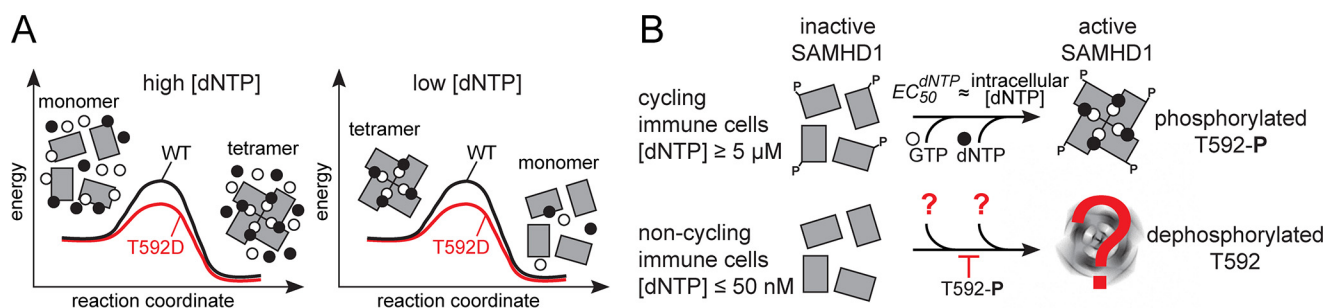 A
high [dNTP]
monomer
WT
tetramer
T592D
energy
reaction coordinate
low [dNTP]
tetramer
WT
monomer
T592D
energy
reaction coordinate
B
inactive
SAMHD1
active
SAMHD1
cycling
immune cells
[dNTP] ≥ 5 µM
P
P
P
P
EC50dNTP ≈ intracellular
[dNTP]
GTP
dNTP
P
P
P
P
phosphorylated
T592-P
non-cycling
immune cells
[dNTP] ≤ 50 nM
? ?
T592-P
?
dephosphorylated
T592